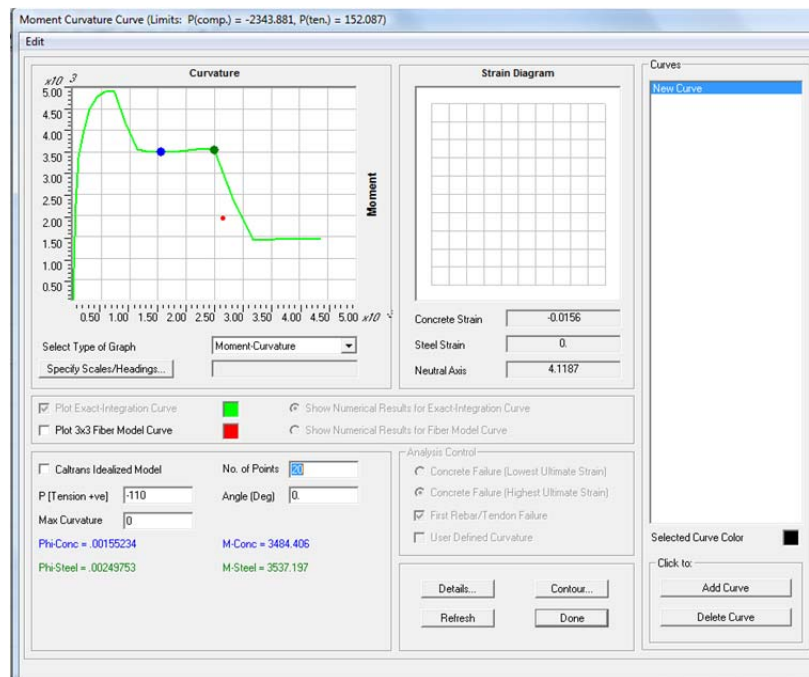 Moment Curvature Curve (Limits: P(comp.) = -2343.881, P(ten.) = 152.087)
Edit
Curvature
x10 3
5.00
4.50
4.00
3.50
3.00
2.50
2.00
1.50
1.00
0.50
0.50 1.00 1.50 2.00 2.50 3.00 3.50 4.00 4.50 5.00 x10
Moment
Select Type of Graph
Moment-Curvature
Specify Scales/Headings...
Strain Diagram
Concrete Strain
-0.0156
Steel Strain
0.
Neutral Axis
4.1187
Plot Exact-Integration Curve
Show Numerical Results for Exact-Integration Curve
Plot 3x3 Fiber Model Curve
Show Numerical Results for Fiber Model Curve
Caltrans Idealized Model
No. of Points
20
P [Tension +ve]
-110
Angle (Deg)
0.
Max Curvature
0
Phi-Conc = .00155234
M-Conc = 3484.406
Phi-Steel = .00249753
M-Steel = 3537.197
Analysis Control
Concrete Failure (Lowest Ultimate Strain)
Concrete Failure (Highest Ultimate Strain)
First Rebar/Tendon Failure
User Defined Curvature
Details...
Contour...
Refresh
Done
Curves
New Curve
Selected Curve Color
Click to:
Add Curve
Delete Curve